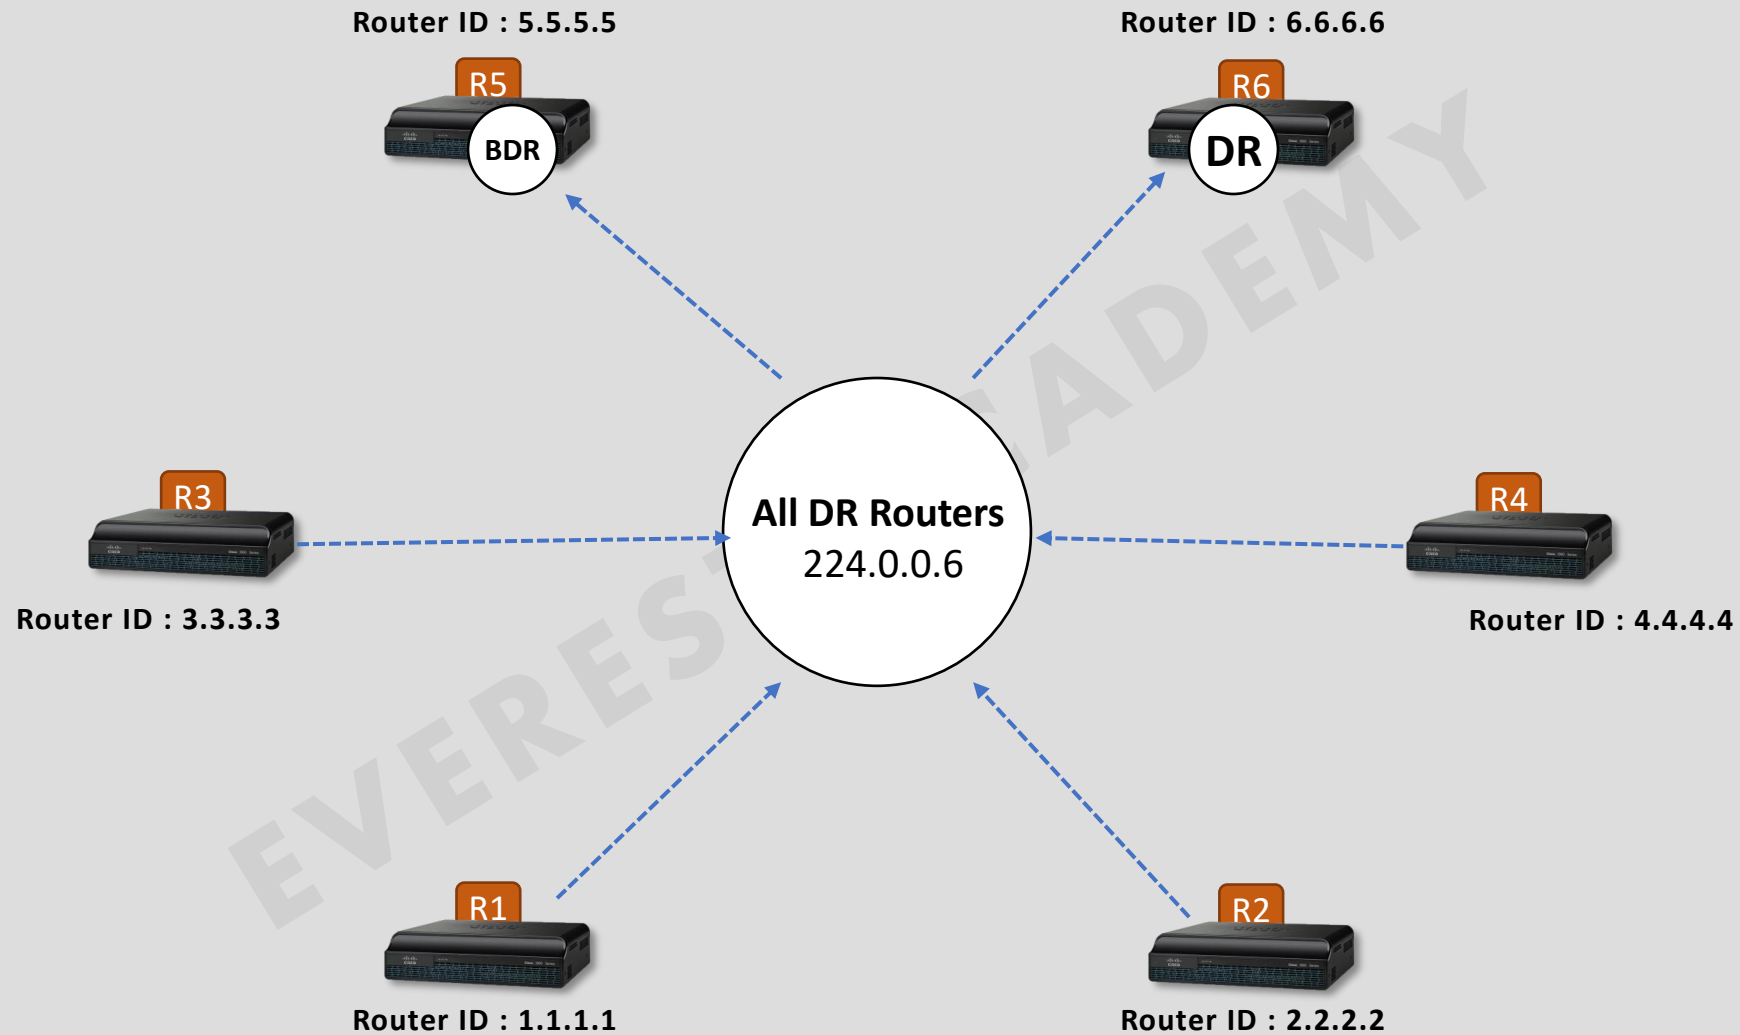 Router ID : 5.5.5.5
Router ID : 6.6.6.6
R5
R6
BDR
DR
All DR Routers
224.0.0.6
R3
R4
Router ID : 3.3.3.3
Router ID : 4.4.4.4
R1
R2
Router ID : 1.1.1.1
Router ID : 2.2.2.2